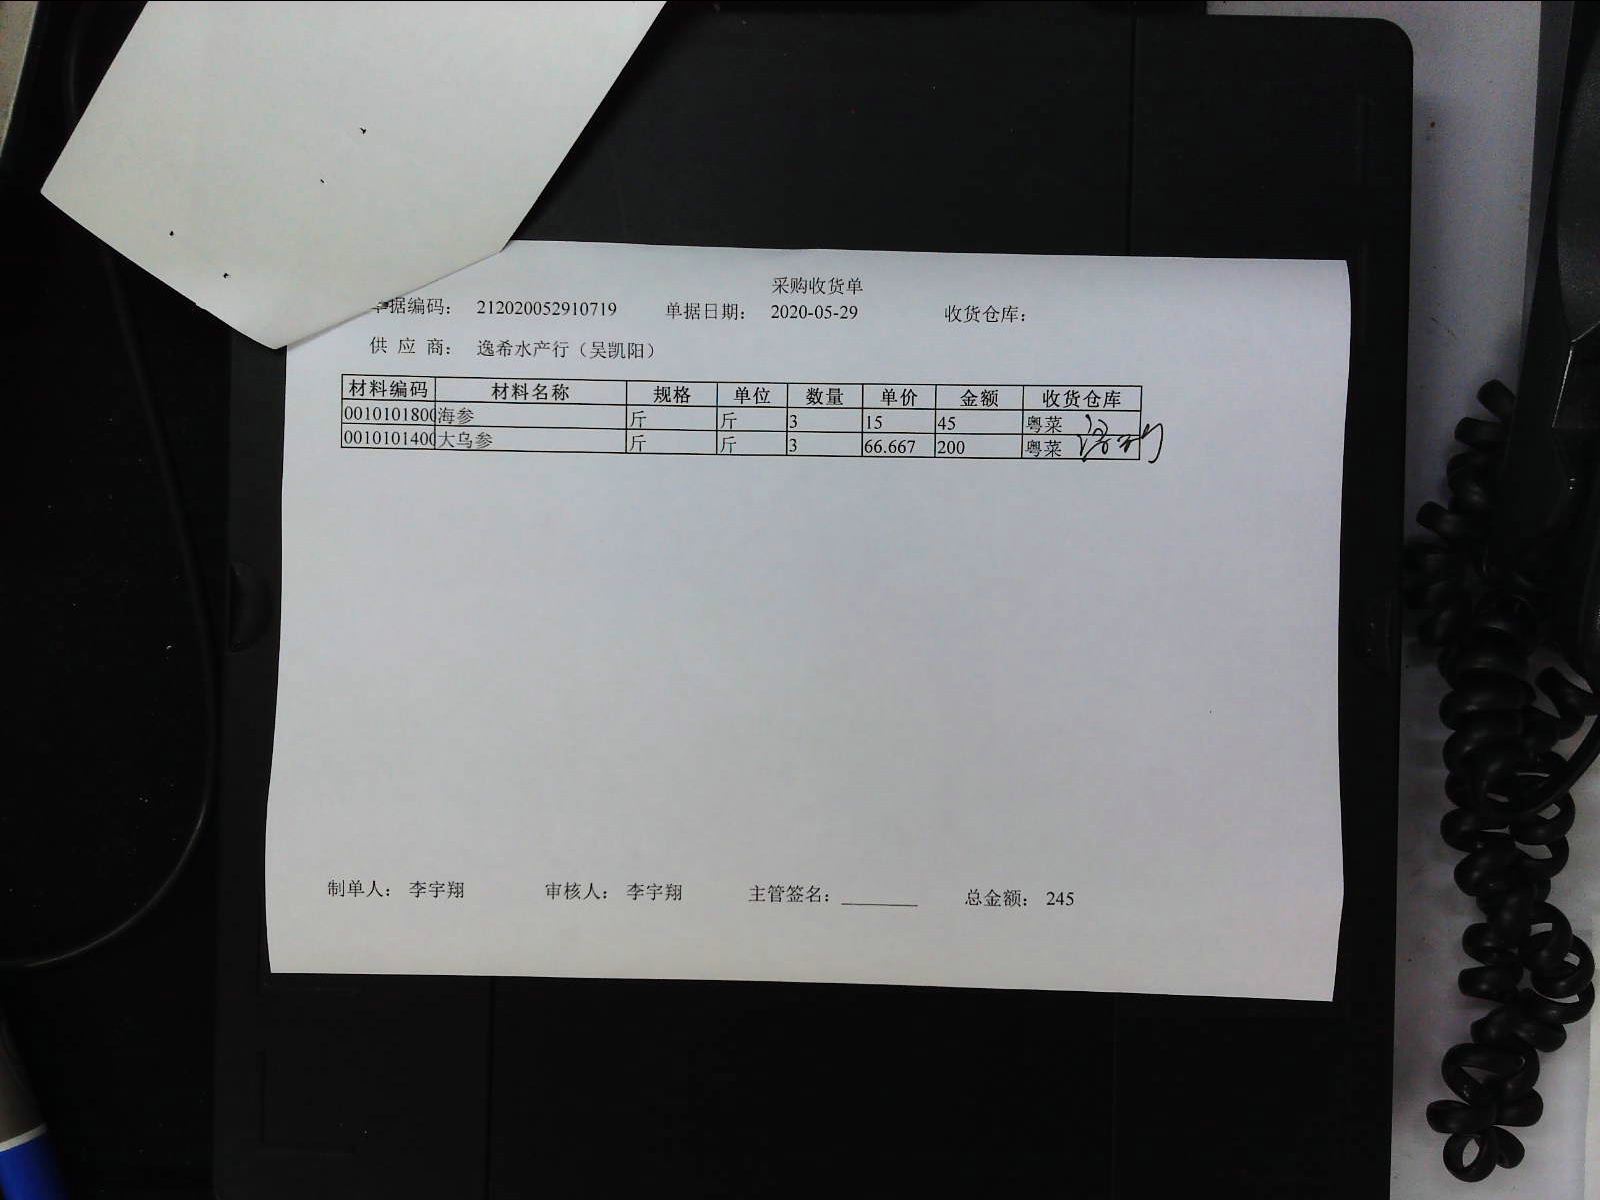 采购收货单
单据编码： 212020052910719 单据日期： 2020-05-29 收货仓库：
供 应 商： 逸希水产行（吴凯阳）
材料编码 材料名称 规格 单位 数量 单价 金额 收货仓库
0010101800 海参 斤 斤 3 15 45 粤菜
0010101400 大乌参 斤 斤 3 66.667 200 粤菜
制单人： 李宇翔 审核人： 李宇翔 主管签名：________ 总金额： 245